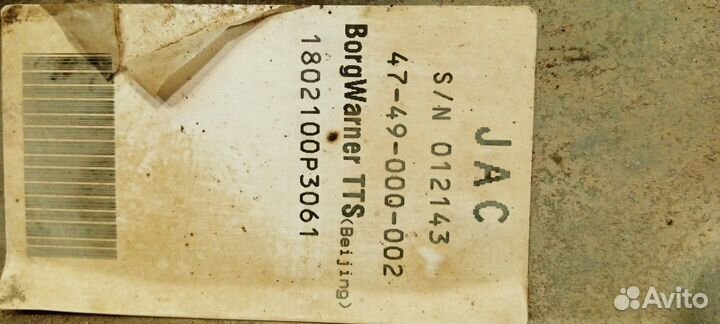 JAC
S/N 012143
47-49-000-002
BorgWarner TTS(Beijing)
1802100P3061
Avito